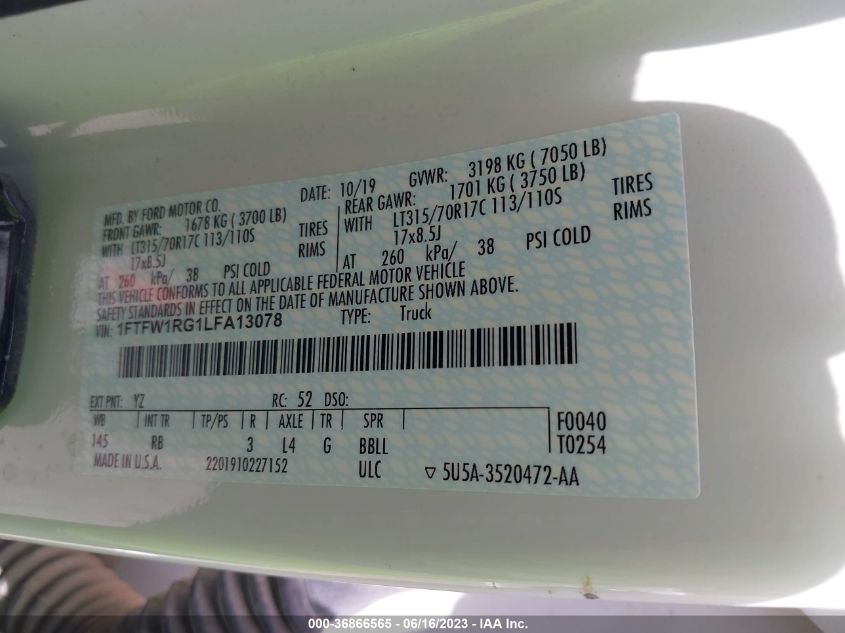 MFD. BY FORD MOTOR CO.
DATE: 10/19 GVWR: 3198 KG ( 7050 LB)
FRONT GAWR: 1678 KG ( 3700 LB)
WITH LT315/70R17C 113/110S TIRES
17x8.5J RIMS
AT 260 kPa/ 38 PSI COLD
REAR GAWR: 1701 KG ( 3750 LB)
WITH LT315/70R17C 113/110S TIRES
17x8.5J RIMS
AT 260 kPa/ 38 PSI COLD
THIS VEHICLE CONFORMS TO ALL APPLICABLE FEDERAL MOTOR VEHICLE
SAFETY STANDARDS IN EFFECT ON THE DATE OF MANUFACTURE SHOWN ABOVE.
VIN: 1FTFW1RG1LFA13078 TYPE: Truck
EXT PNT: YZ RC: 52 DSO:
WB INT TR TP/PS R AXLE TR SPR F0040
145 RB 3 L4 G BBLL T0254
MADE IN U.S.A. 2201910227152 ULC ▽ 5U5A-3520472-AA
000-36866565 - 06/16/2023 - IAAI.com - Copyright © 2023 IAA, Inc.